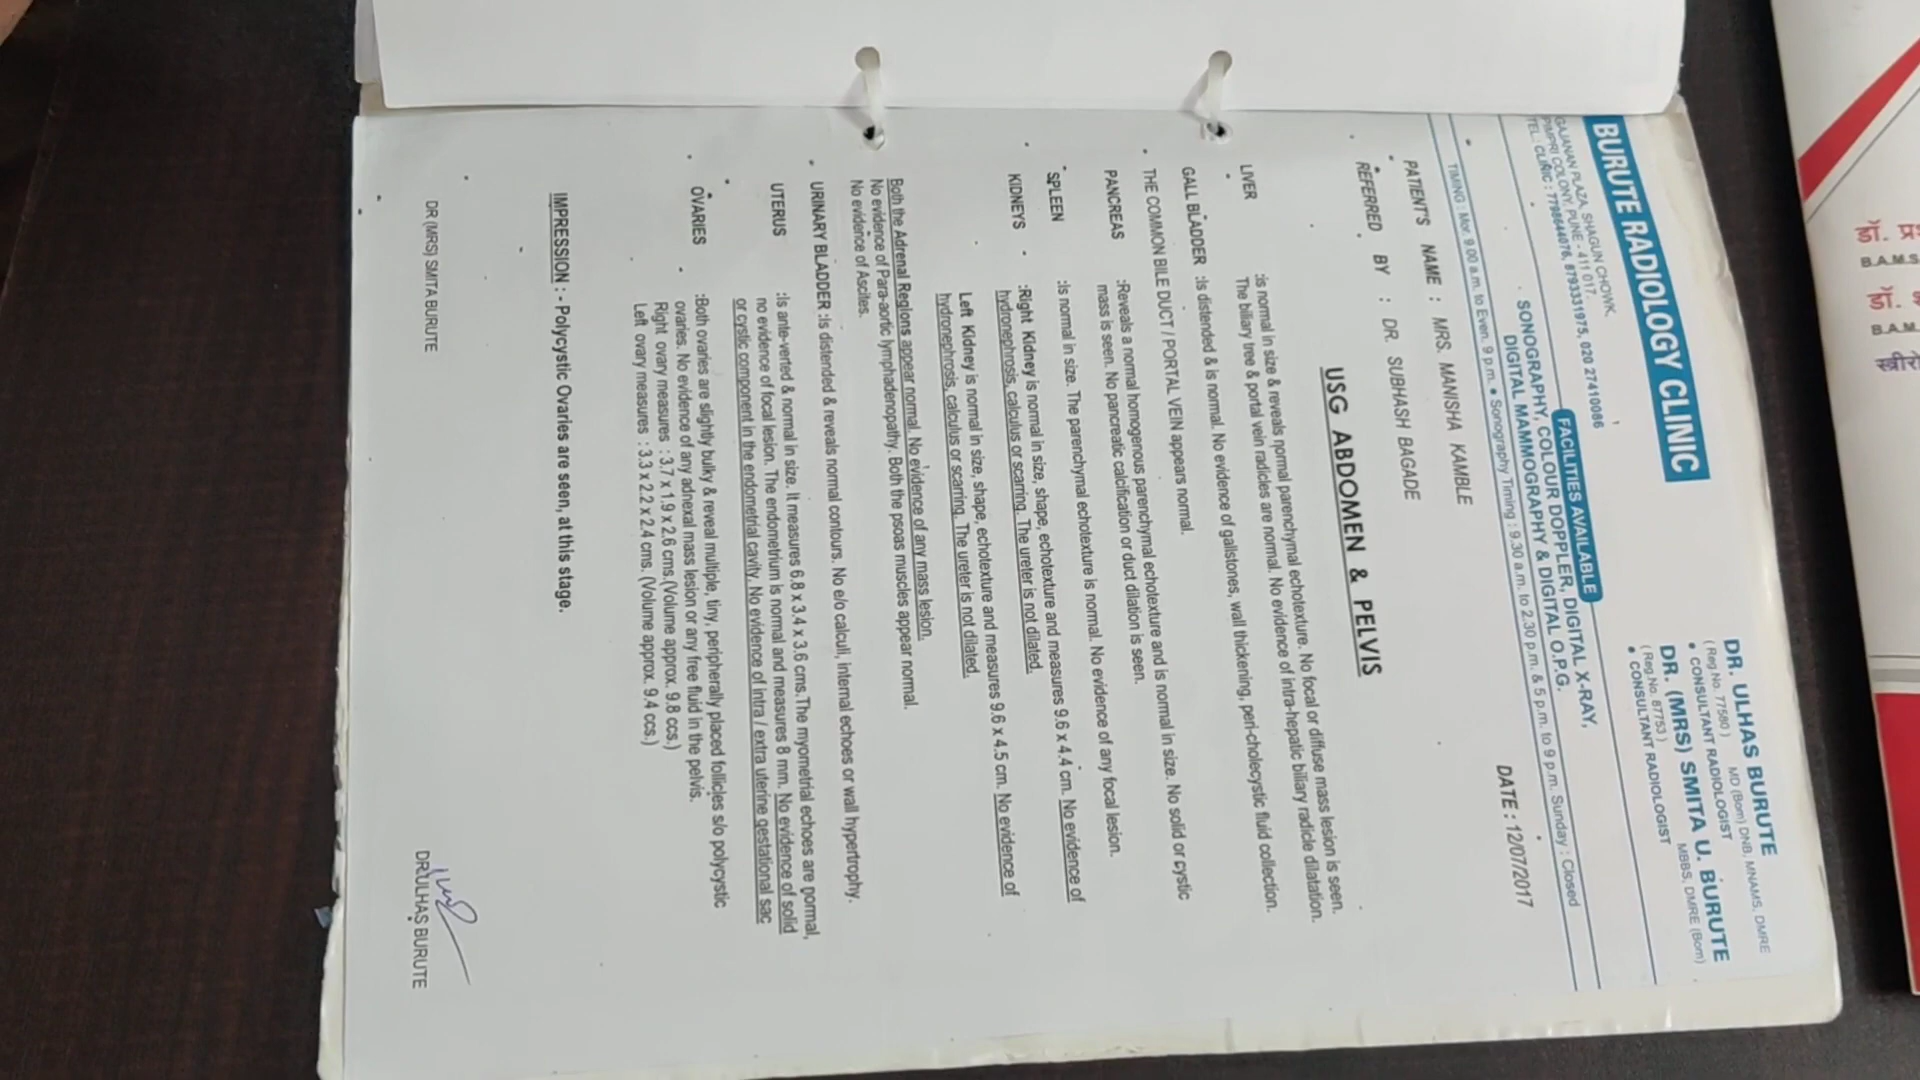 BURUTE RADIOLOGY CLINIC
GAJANAN PLAZA, SHAGUN CHOWK,
PIMPRI COLONY, PUNE - 411 017.
TEL. CLINIC : 7798644076, 8793331975, 020 27410086
DR. ULHAS BURUTE
( Reg No. 77580 ) MD (Bom) DNB, MNAMS, DMRE
• CONSULTANT RADIOLOGIST
DR. (MRS) SMITA U. BURUTE
( Reg.No. 87753 ) MBBS, DMRE (Bom)
• CONSULTANT RADIOLOGIST
FACILITIES AVAILABLE
SONOGRAPHY, COLOUR DOPPLER, DIGITAL X-RAY,
DIGITAL MAMMOGRAPHY & DIGITAL O.P.G.
TIMING : Mor. 9.00 a.m. to Even. 9 p.m. • Sonography Timing : 9.30 a.m. to 2.30 p.m. & 5 p.m. to 9 p.m. Sunday : Closed
DATE : 12/07/2017
PATIENT'S NAME : MRS. MANISHA KAMBLE
REFERRED BY : DR. SUBHASH BAGADE
USG ABDOMEN & PELVIS
LIVER :Is normal in size & reveals normal parenchymal echotexture. No focal or diffuse mass lesion is seen.
The biliary tree & portal vein radicles are normal. No evidence of intra-hepatic biliary radicle dilatation.
GALL BLADDER :Is distended & is normal. No evidence of gallstones, wall thickening, peri-cholecystic fluid collection.
THE COMMON BILE DUCT / PORTAL VEIN appears normal.
PANCREAS :Reveals a normal homogenous parenchymal echotexture and is normal in size. No solid or cystic
mass is seen. No pancreatic calcification or duct dilation is seen.
SPLEEN :Is normal in size. The parenchymal echotexture is normal. No evidence of any focal lesion.
KIDNEYS :Right Kidney is normal in size, shape, echotexture and measures 9.6 x 4.4 cm. No evidence of
hydronephrosis, calculus or scarring. The ureter is not dilated.
Left Kidney is normal in size, shape, echotexture and measures 9.6 x 4.5 cm. No evidence of
hydronephrosis, calculus or scarring. The ureter is not dilated.
Both the Adrenal Regions appear normal. No evidence of any mass lesion.
No evidence of Para-aortic lymphadenopathy. Both the psoas muscles appear normal.
No evidence of Ascites.
URINARY BLADDER :Is distended & reveals normal contours. No e/o calculi, internal echoes or wall hypertrophy.
UTERUS :Is ante-verted & normal in size. It measures 6.8 x 3.4 x 3.6 cms.The myometrial echoes are normal,
no evidence of focal lesion. The endometrium is normal and measures 8 mm. No evidence of solid
or cystic component in the endometrial cavity. No evidence of intra / extra uterine gestational sac
OVARIES :Both ovaries are slightly bulky & reveal multiple, tiny, peripherally placed follicles s/o polycystic
ovaries. No evidence of any adnexal mass lesion or any free fluid in the pelvis.
Right ovary measures : 3.7 x 1.9 x 2.6 cms.(Volume approx. 9.8 ccs.)
Left ovary measures : 3.3 x 2.2 x 2.4 cms. (Volume approx. 9.4 ccs.)
IMPRESSION : - Polycystic Ovaries are seen, at this stage.
DR (MRS) SMITA BURUTE
DR.ULHAS BURUTE
डॉ.
B.A.M.S
डॉ.
B.A.M.